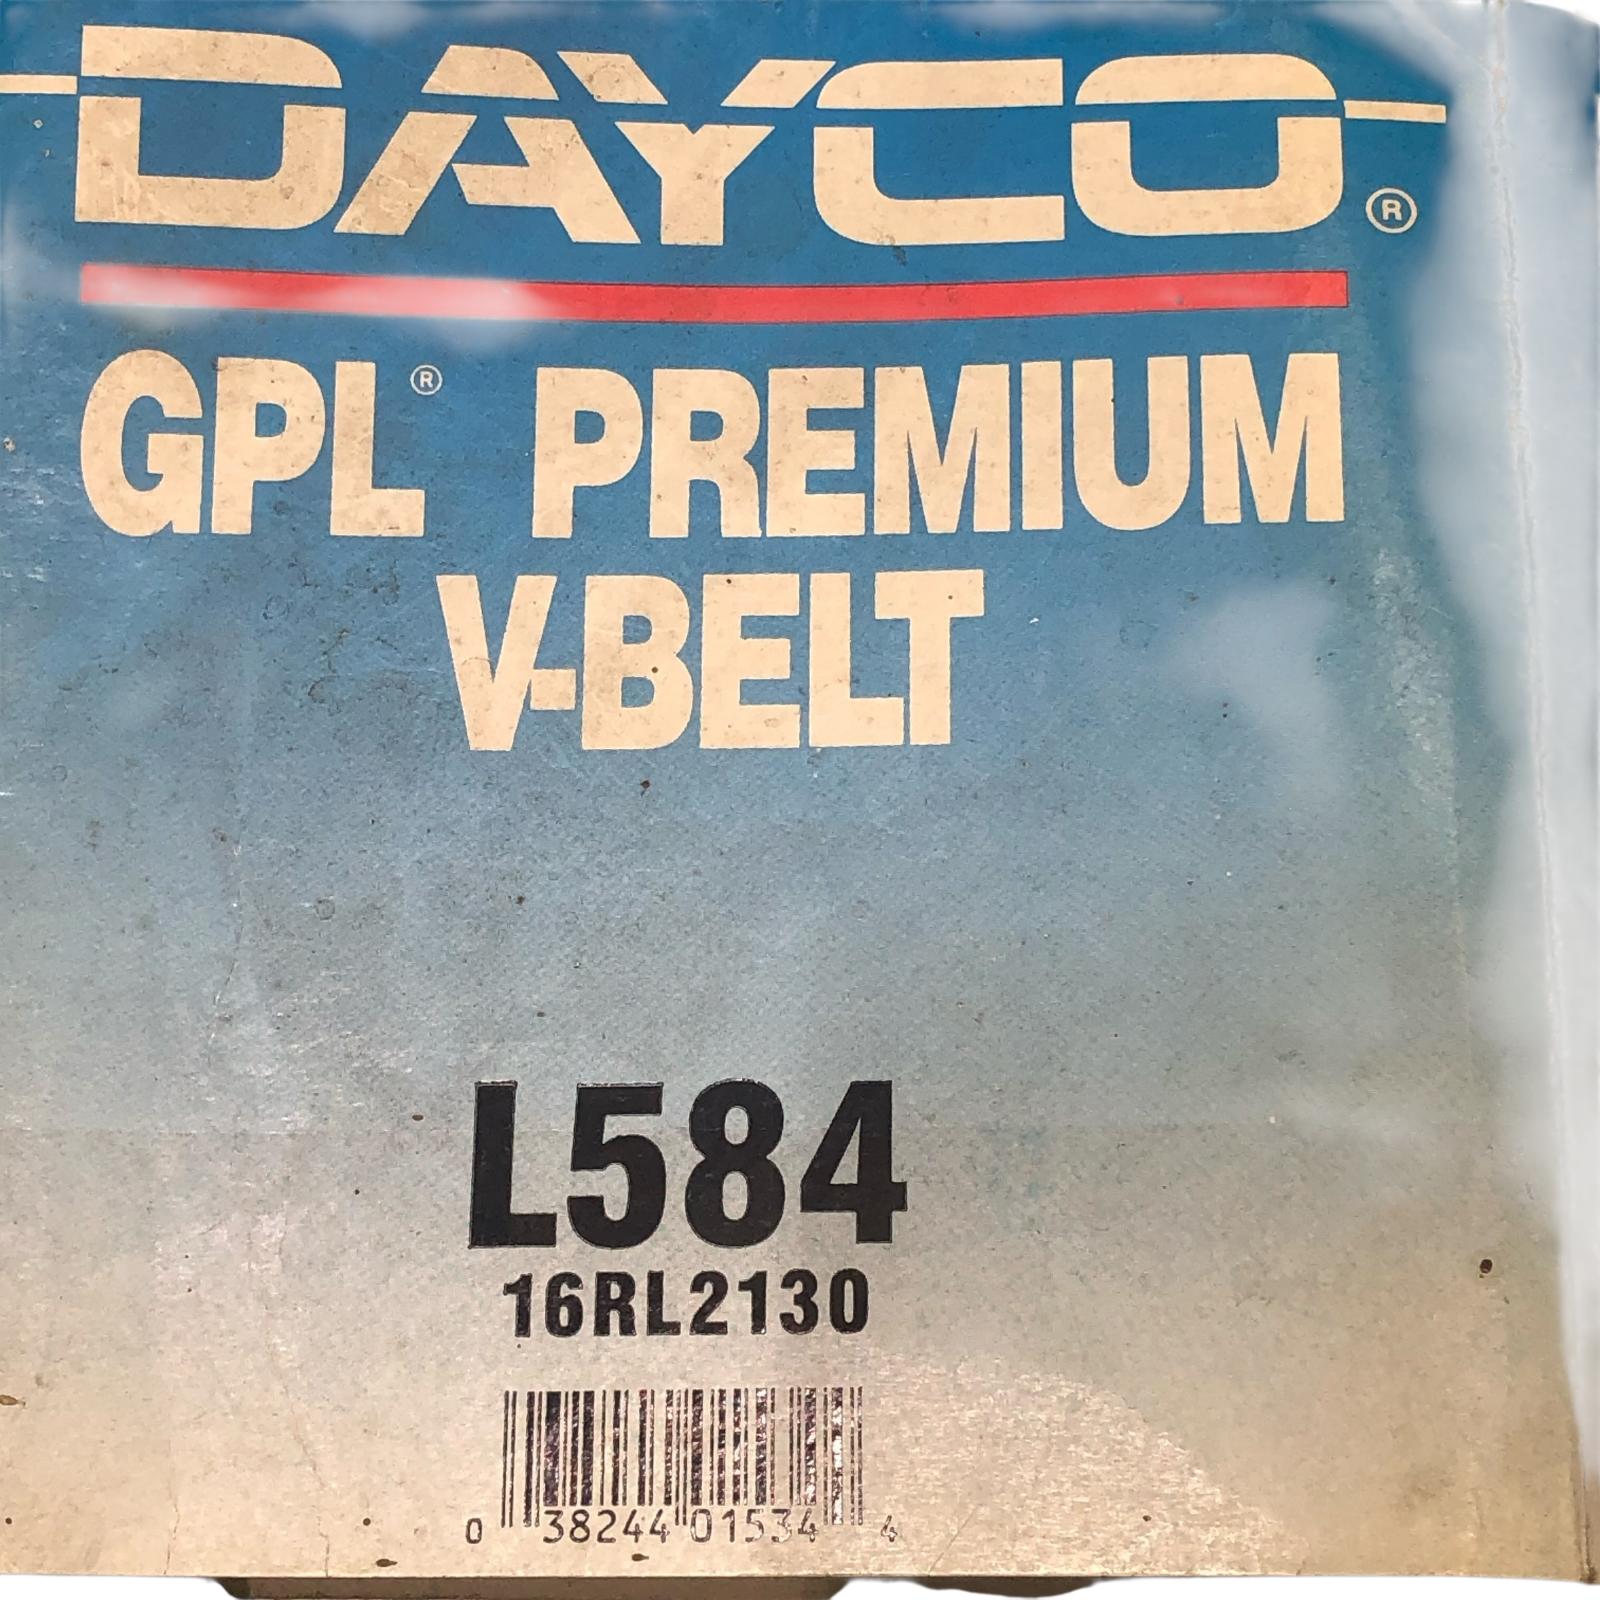 DAYCO®
GPL® PREMIUM
V-BELT
L584
16RL2130
0 38244 01534 4